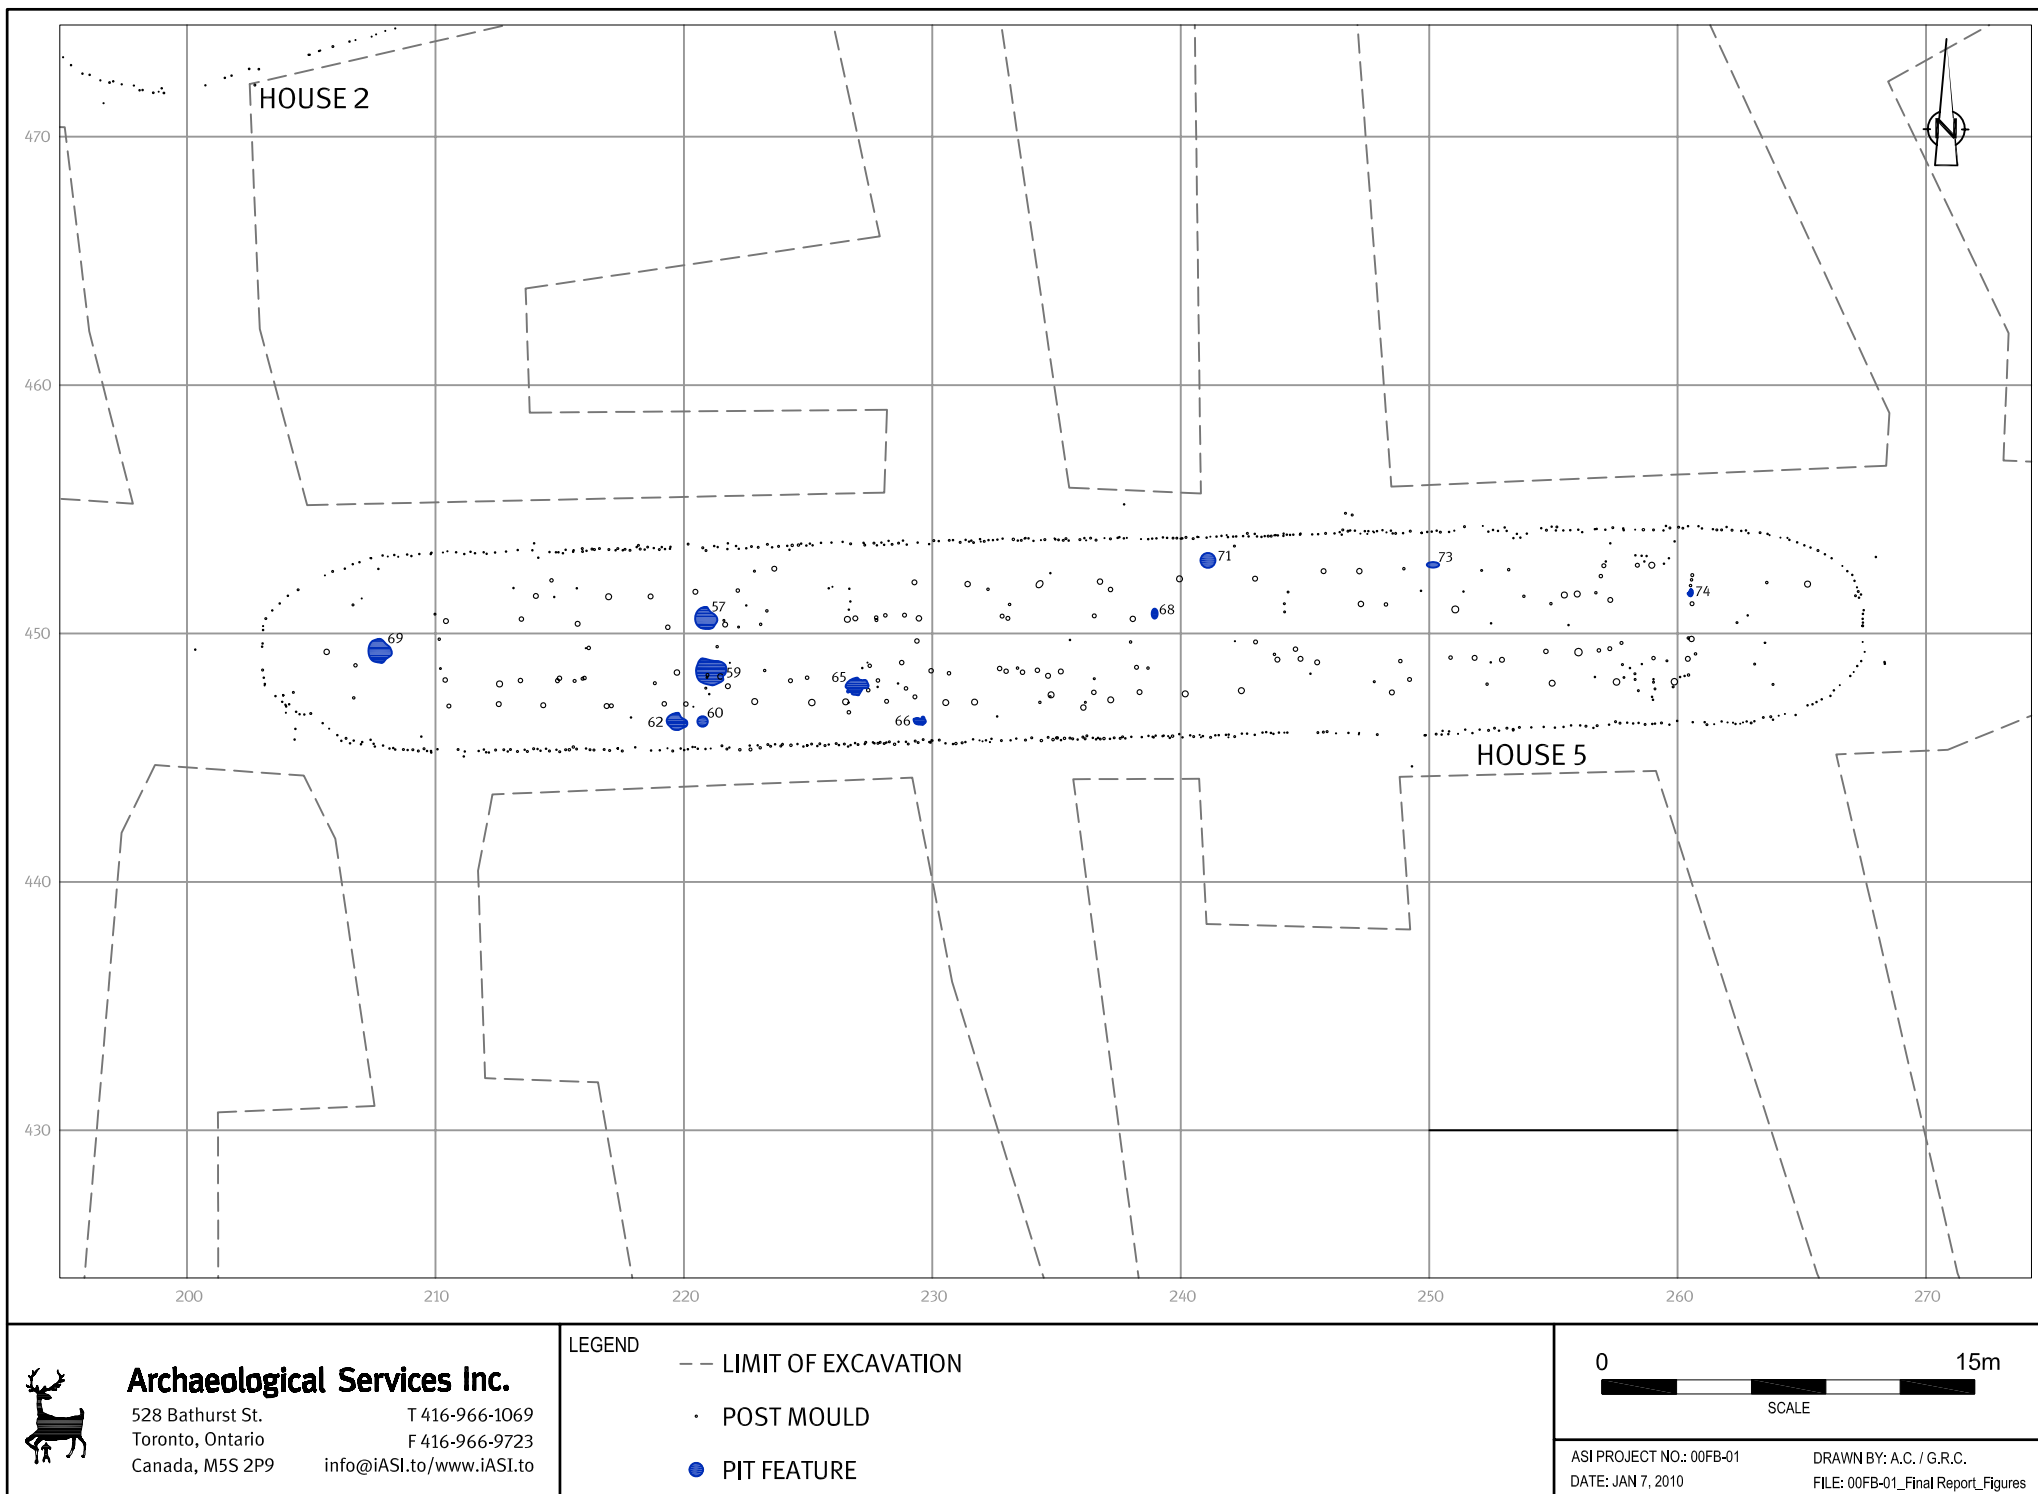 HOUSE 2
N
470
460
71
73
57
68
74
450
69
59
65
60
62
66
HOUSE 5
440
430
200 210 220 230 240 250 260 270
Archaeological Services Inc.
528 Bathurst St. T 416-966-1069
Toronto, Ontario F 416-966-9723
Canada, M5S 2P9 info@iASI.to/www.iASI.to
LEGEND
LIMIT OF EXCAVATION
POST MOULD
PIT FEATURE
0 15m
SCALE
ASI PROJECT NO.: 00FB-01 DRAWN BY: A.C. / G.R.C.
DATE: JAN 7, 2010 FILE: 00FB-01_Final Report_Figures